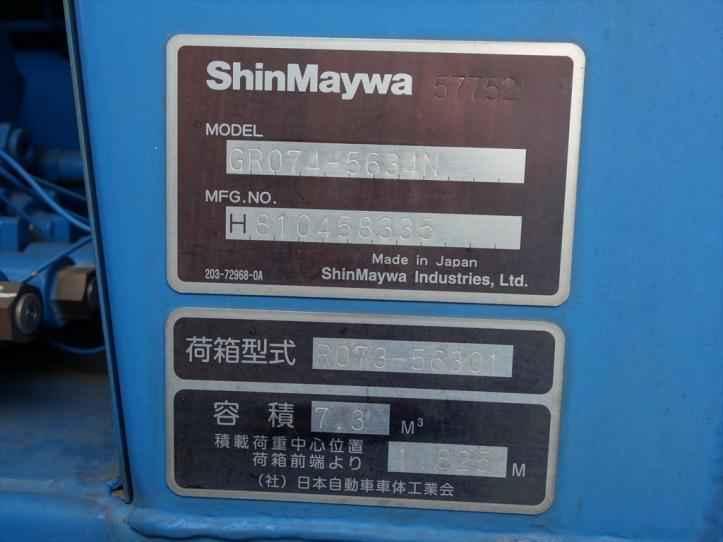 ShinMaywa 57752
MODEL
GR074-5634N
MFG.NO.
H810458335
Made in Japan
203-72968-0A ShinMaywa Industries, Ltd.
荷箱型式 R073-56301
容積 7.3 M³
積載荷重中心位置
荷箱前端より 1.825 M
(社)日本自動車車体工業会